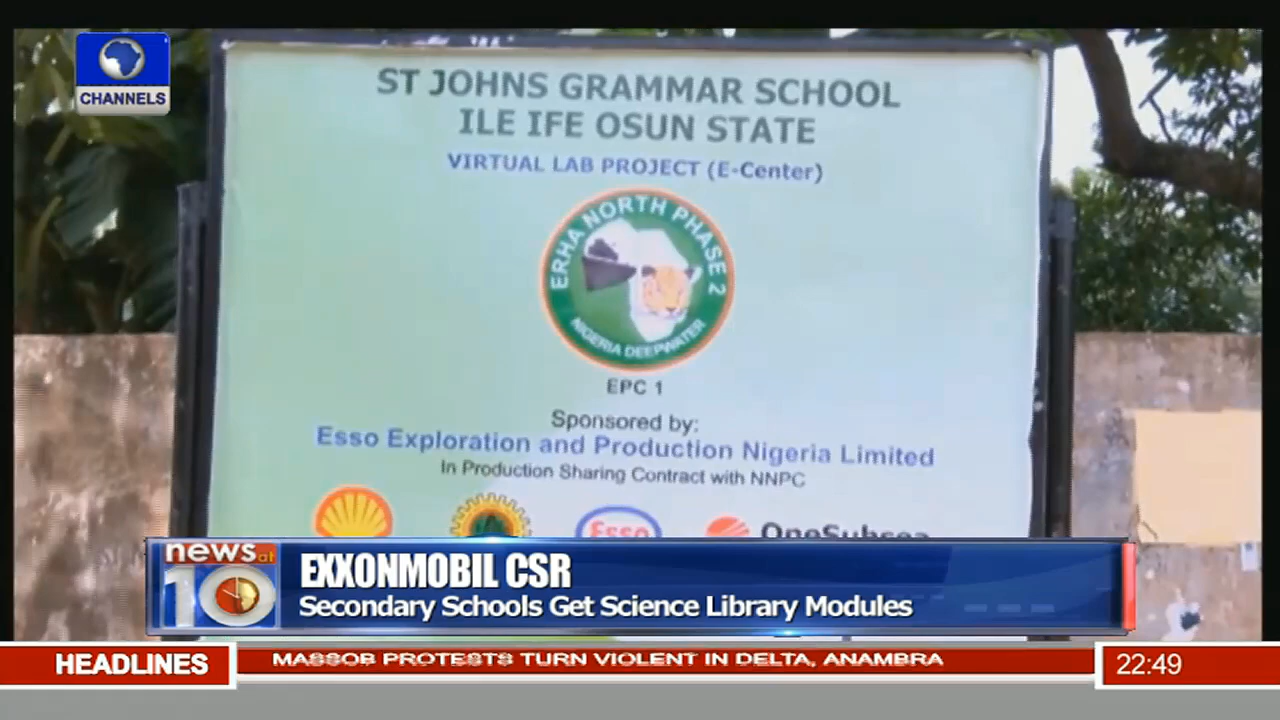 CHANNELS
ST JOHNS GRAMMAR SCHOOL
ILE IFE OSUN STATE
VIRTUAL LAB PROJECT (E-Center)
ERHA NORTH PHASE 2
NIGERIA DEEPWATER
EPC 1
Sponsored by:
Esso Exploration and Production Nigeria Limited
In Production Sharing Contract with NNPC
Esso
OneSubsea
news at
10
EXXONMOBIL CSR
Secondary Schools Get Science Library Modules
HEADLINES
MASSOB PROTESTS TURN VIOLENT IN DELTA, ANAMBRA
22:49